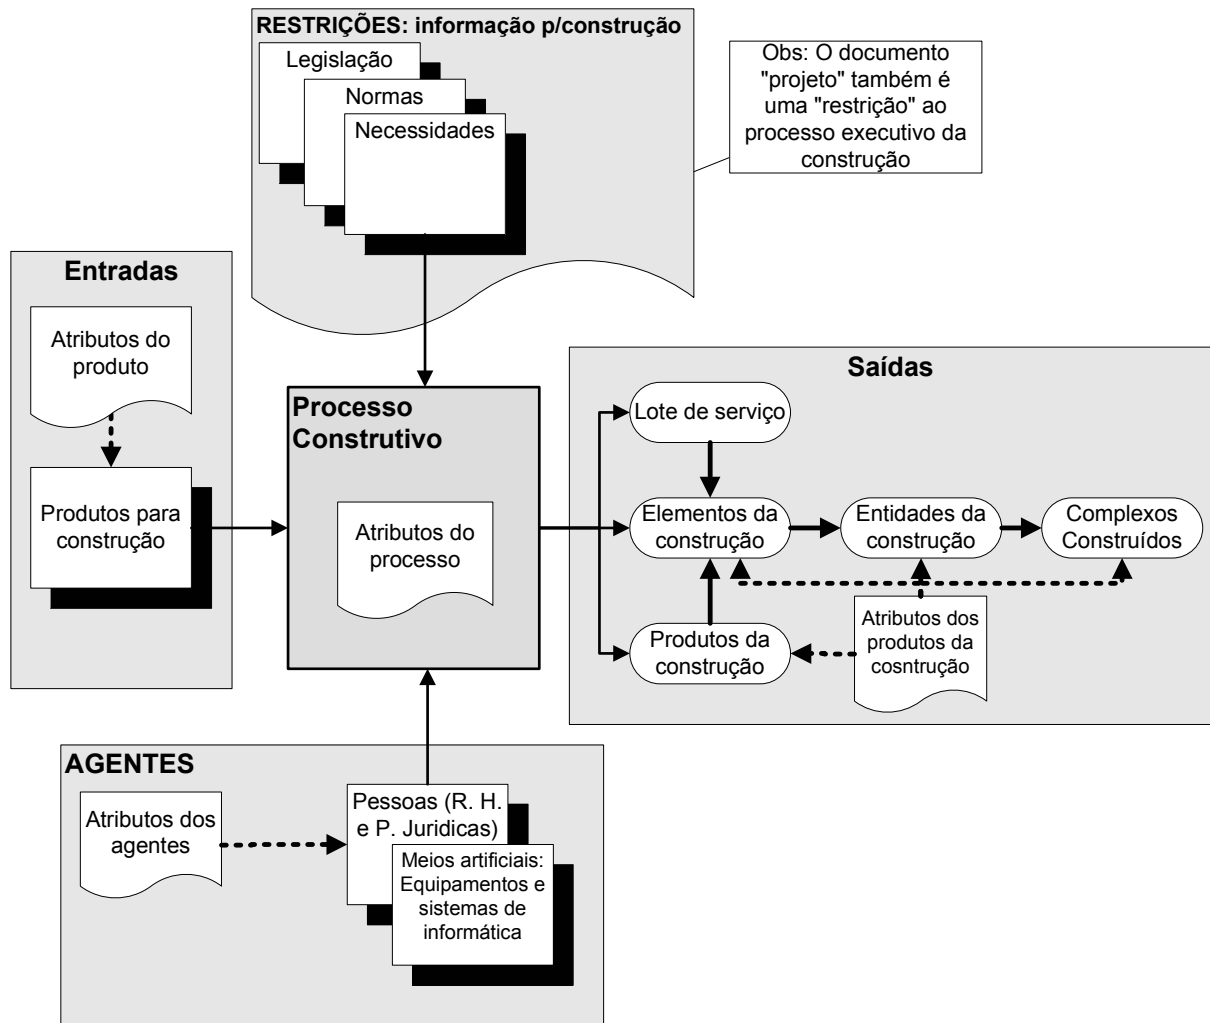 RESTRIÇÕES: informação p/construção
Legislação
Normas
Necessidades
Obs: O documento
"projeto" também é
uma "restrição" ao
processo executivo da
construção
Entradas
Atributos do
produto
Produtos para
construção
Processo
Construtivo
Atributos do
processo
Saídas
Lote de serviço
Elementos da
construção
Entidades da
construção
Complexos
Construídos
Produtos da
construção
Atributos dos
produtos da
cosntrução
AGENTES
Atributos dos
agentes
Pessoas (R. H.
e P. Juridicas)
Meios artificiais:
Equipamentos e
sistemas de
informática